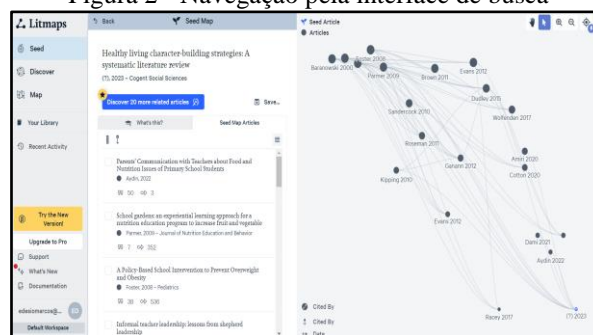 Figura 2 - Navegação pela interface de busca
Litmaps
Back
Seed Map
Seed
Discover
Map
Your Library
Recent Activity
Try the New
Version!
Upgrade to Pro
Support
What's New
Documentation
edesiomarcos@...
Default Workspace
Healthy living character-building strategies: A
systematic literature review
(?), 2023 - Cogent Social Sciences
Discover 20 more related articles
Save...
What's this?
Seed Map Articles
Parents' Communication with Teachers about Food and
Nutrition Issues of Primary School Students
Aydin, 2022
50 3
School gardens: an experiential learning approach for a
nutrition education program to increase fruit and vegetable
Parmer, 2009 - Journal of Nutrition Education and Behavior
7 352
A Policy-Based School Intervention to Prevent Overweight
and Obesity
Foster, 2008 - Pediatrics
38 536
Informal teacher leadership: lessons from shepherd
leadership
Seed Article
Articles
Baranowski 2000
Foster 2008
Parmer 2009
Brown 2011
Evans 2012
Dudley 2015
Sandercock 2010
Wolfenden 2017
Roseman 2011
Kipping 2010
Ganann 2012
Amiri 2020
Cotton 2020
Evans 2012
Dami 2021
Aydin 2022
Racey 2017
(?) 2023
Cited By
Cited By
Date